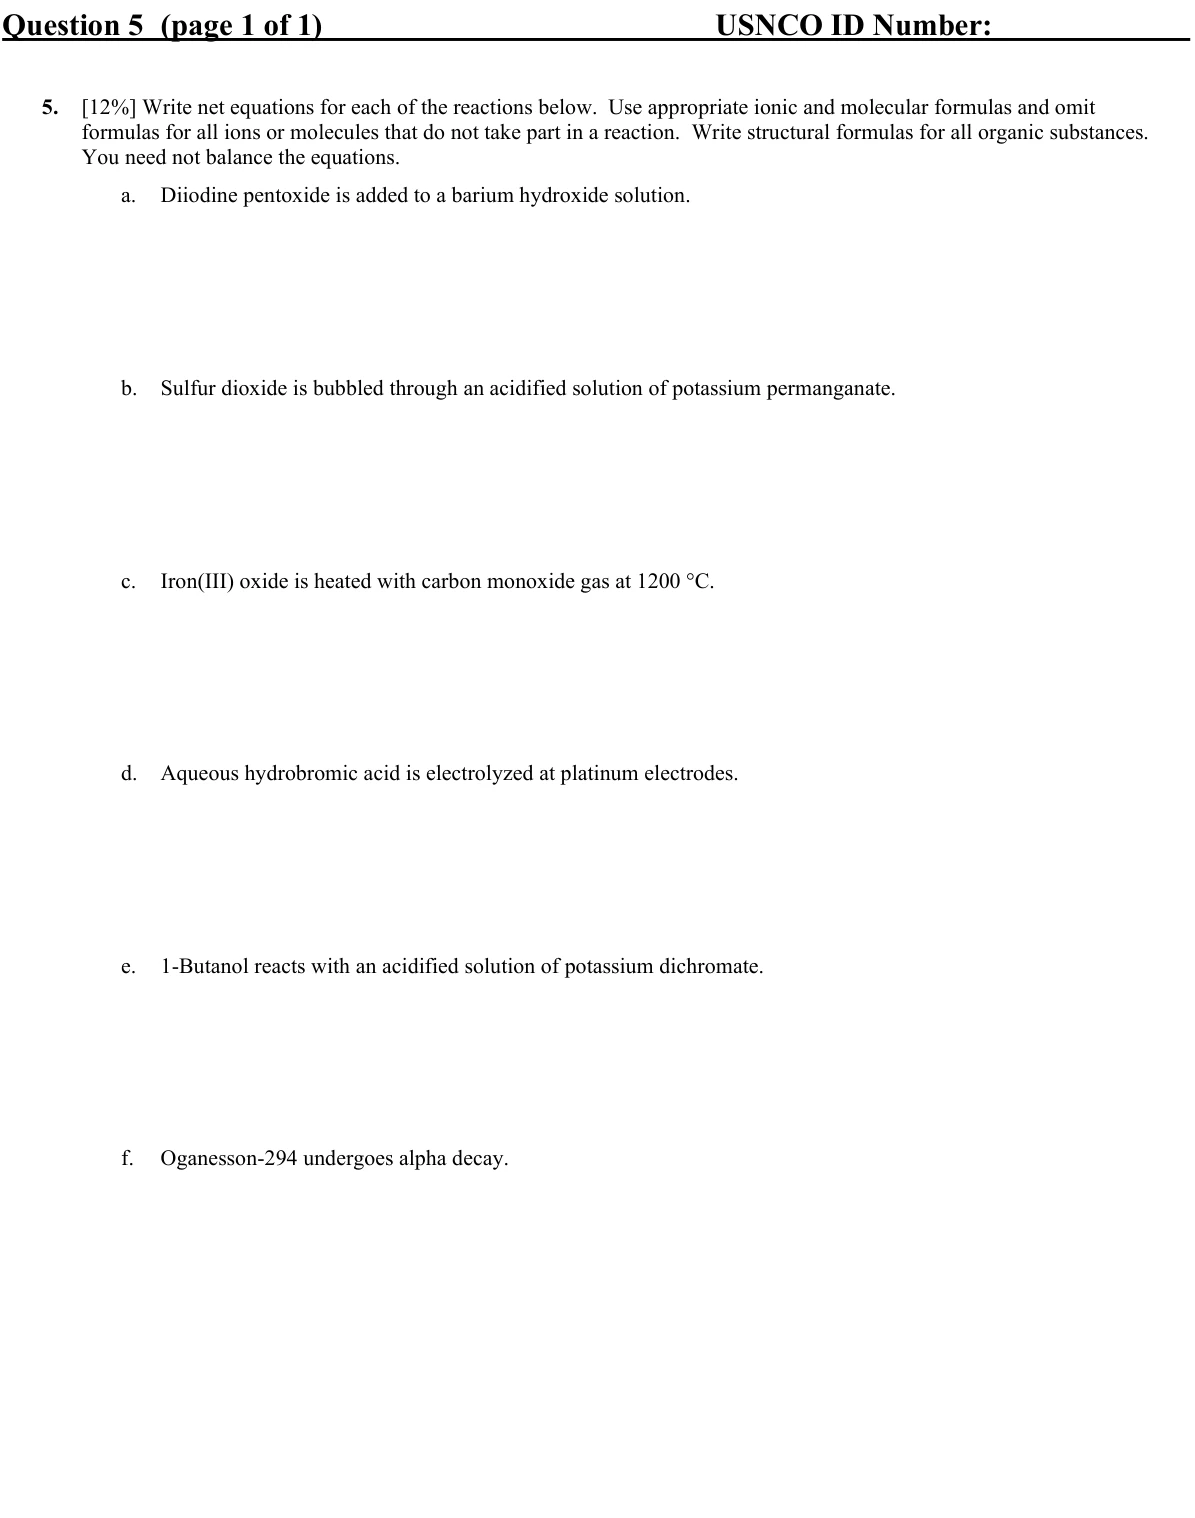 Question 5 (page 1 of 1) USNCO ID Number:
5. [12%] Write net equations for each of the reactions below. Use appropriate ionic and molecular formulas and omit
formulas for all ions or molecules that do not take part in a reaction. Write structural formulas for all organic substances.
You need not balance the equations.
a. Diiodine pentoxide is added to a barium hydroxide solution.
b. Sulfur dioxide is bubbled through an acidified solution of potassium permanganate.
c. Iron(III) oxide is heated with carbon monoxide gas at 1200 °C.
d. Aqueous hydrobromic acid is electrolyzed at platinum electrodes.
e. 1-Butanol reacts with an acidified solution of potassium dichromate.
f. Oganesson-294 undergoes alpha decay.